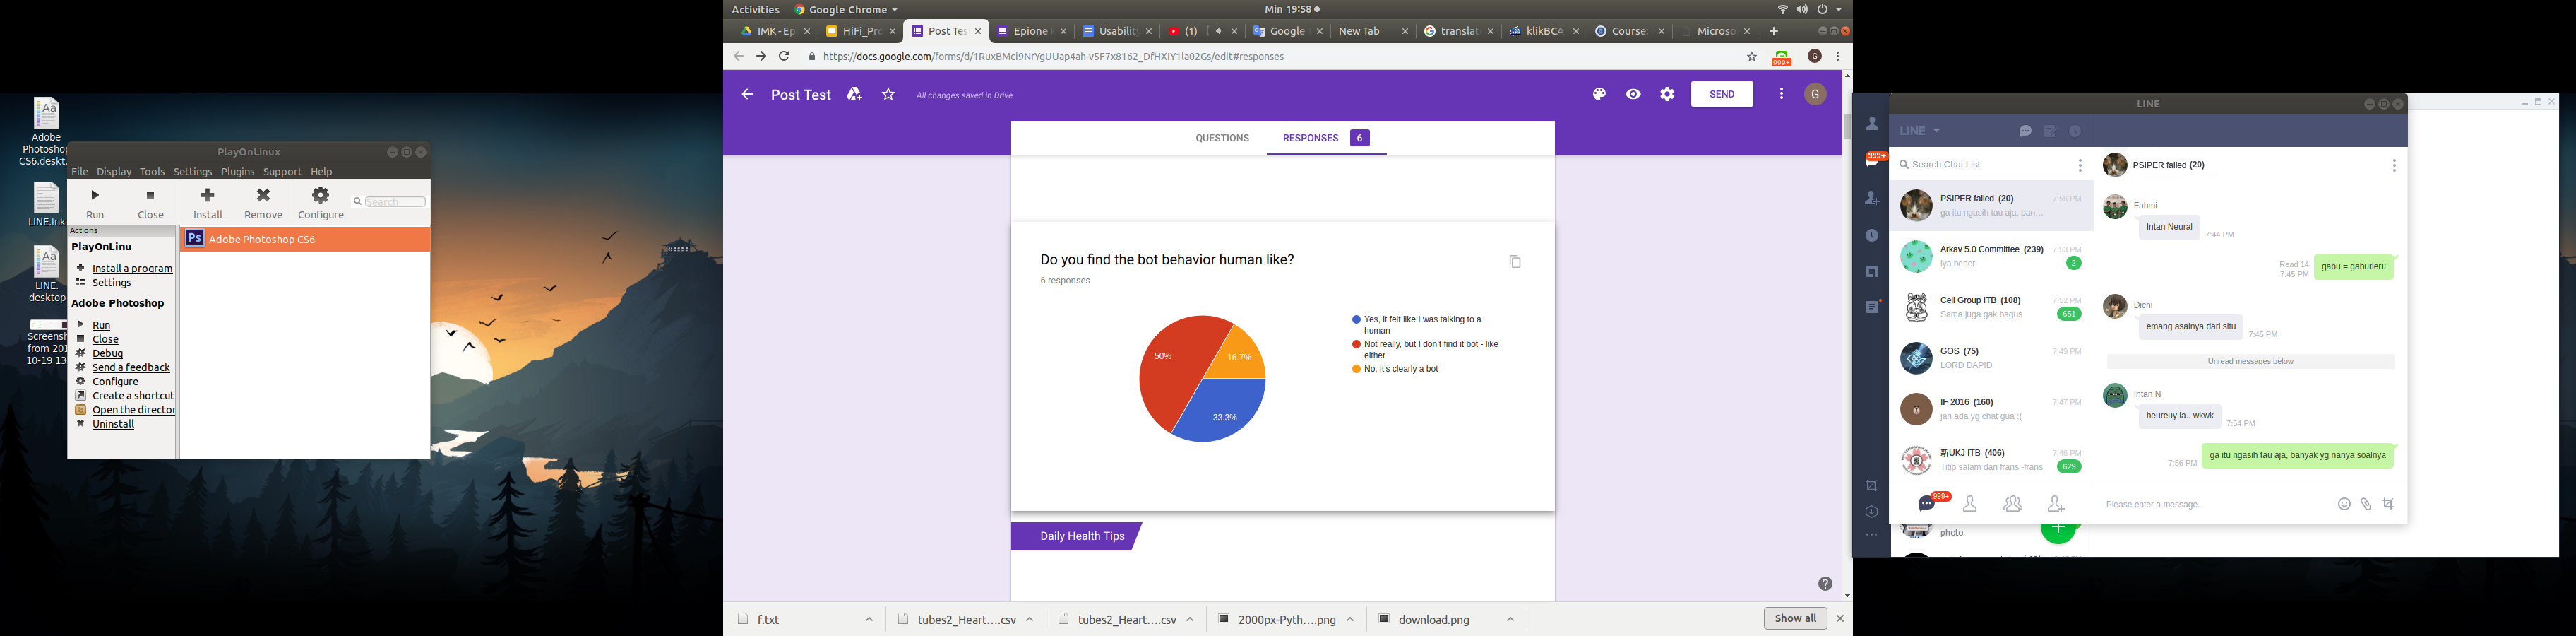 Adobe
Photoshop
CS6.deskt…
LINE.lnk
LINE.
desktop
Screensh
from 201
10-19 13
PlayOnLinux
File Display Tools Settings Plugins Support Help
Run
Close
Install
Remove
Configure
Search
Actions
PlayOnLinu
Install a program
Settings
Adobe Photoshop
Run
Close
Debug
Send a feedback
Configure
Create a shortcut
Open the director
Uninstall
Ps Adobe Photoshop CS6
Activities Google Chrome Min 19:58
IMK-Ep
HiFi_Pro
Post Tes
Epione
Usability
(1)
Google
New Tab
translat
klikBCA
Course:
Microso
https://docs.google.com/forms/d/1RuxBMci9NrYgUUap4ah-v5F7x8162_DfHXIY1la02Gs/edit#responses
999+
G
Post Test
All changes saved in Drive
SEND
G
QUESTIONS
RESPONSES 6
Do you find the bot behavior human like?
6 responses
50%
16.7%
33.3%
Yes, it felt like I was talking to a
human
Not really, but I don't find it bot - like
either
No, it's clearly a bot
Daily Health Tips
f.txt
tubes2_Heart….csv
tubes2_Heart….csv
2000px-Pyth….png
download.png
Show all
LINE
999+
LINE
Search Chat List
PSIPER failed (20) 7:56 PM
ga itu ngasih tau aja, ban…
Arkav 5.0 Committee (239) 7:53 PM
iya bener 2
Cell Group ITB (108) 7:52 PM
Sama juga gak bagus 651
GOS (75) 7:49 PM
LORD DAPID
IF 2016 (160) 7:47 PM
jah ada yg chat gua :(
新UKJ ITB (406) 7:46 PM
Titip salam dari frans -frans 629
999+
photo.
PSIPER failed (20)
Fahmi
Intan Neural
7:44 PM
Read 14
7:45 PM
gabu = gaburieru
Dichi
emang asalnya dari situ
7:45 PM
Unread messages below
Intan N
heureuy la.. wkwk
7:54 PM
7:56 PM
ga itu ngasih tau aja, banyak yg nanya soalnya
Please enter a message.